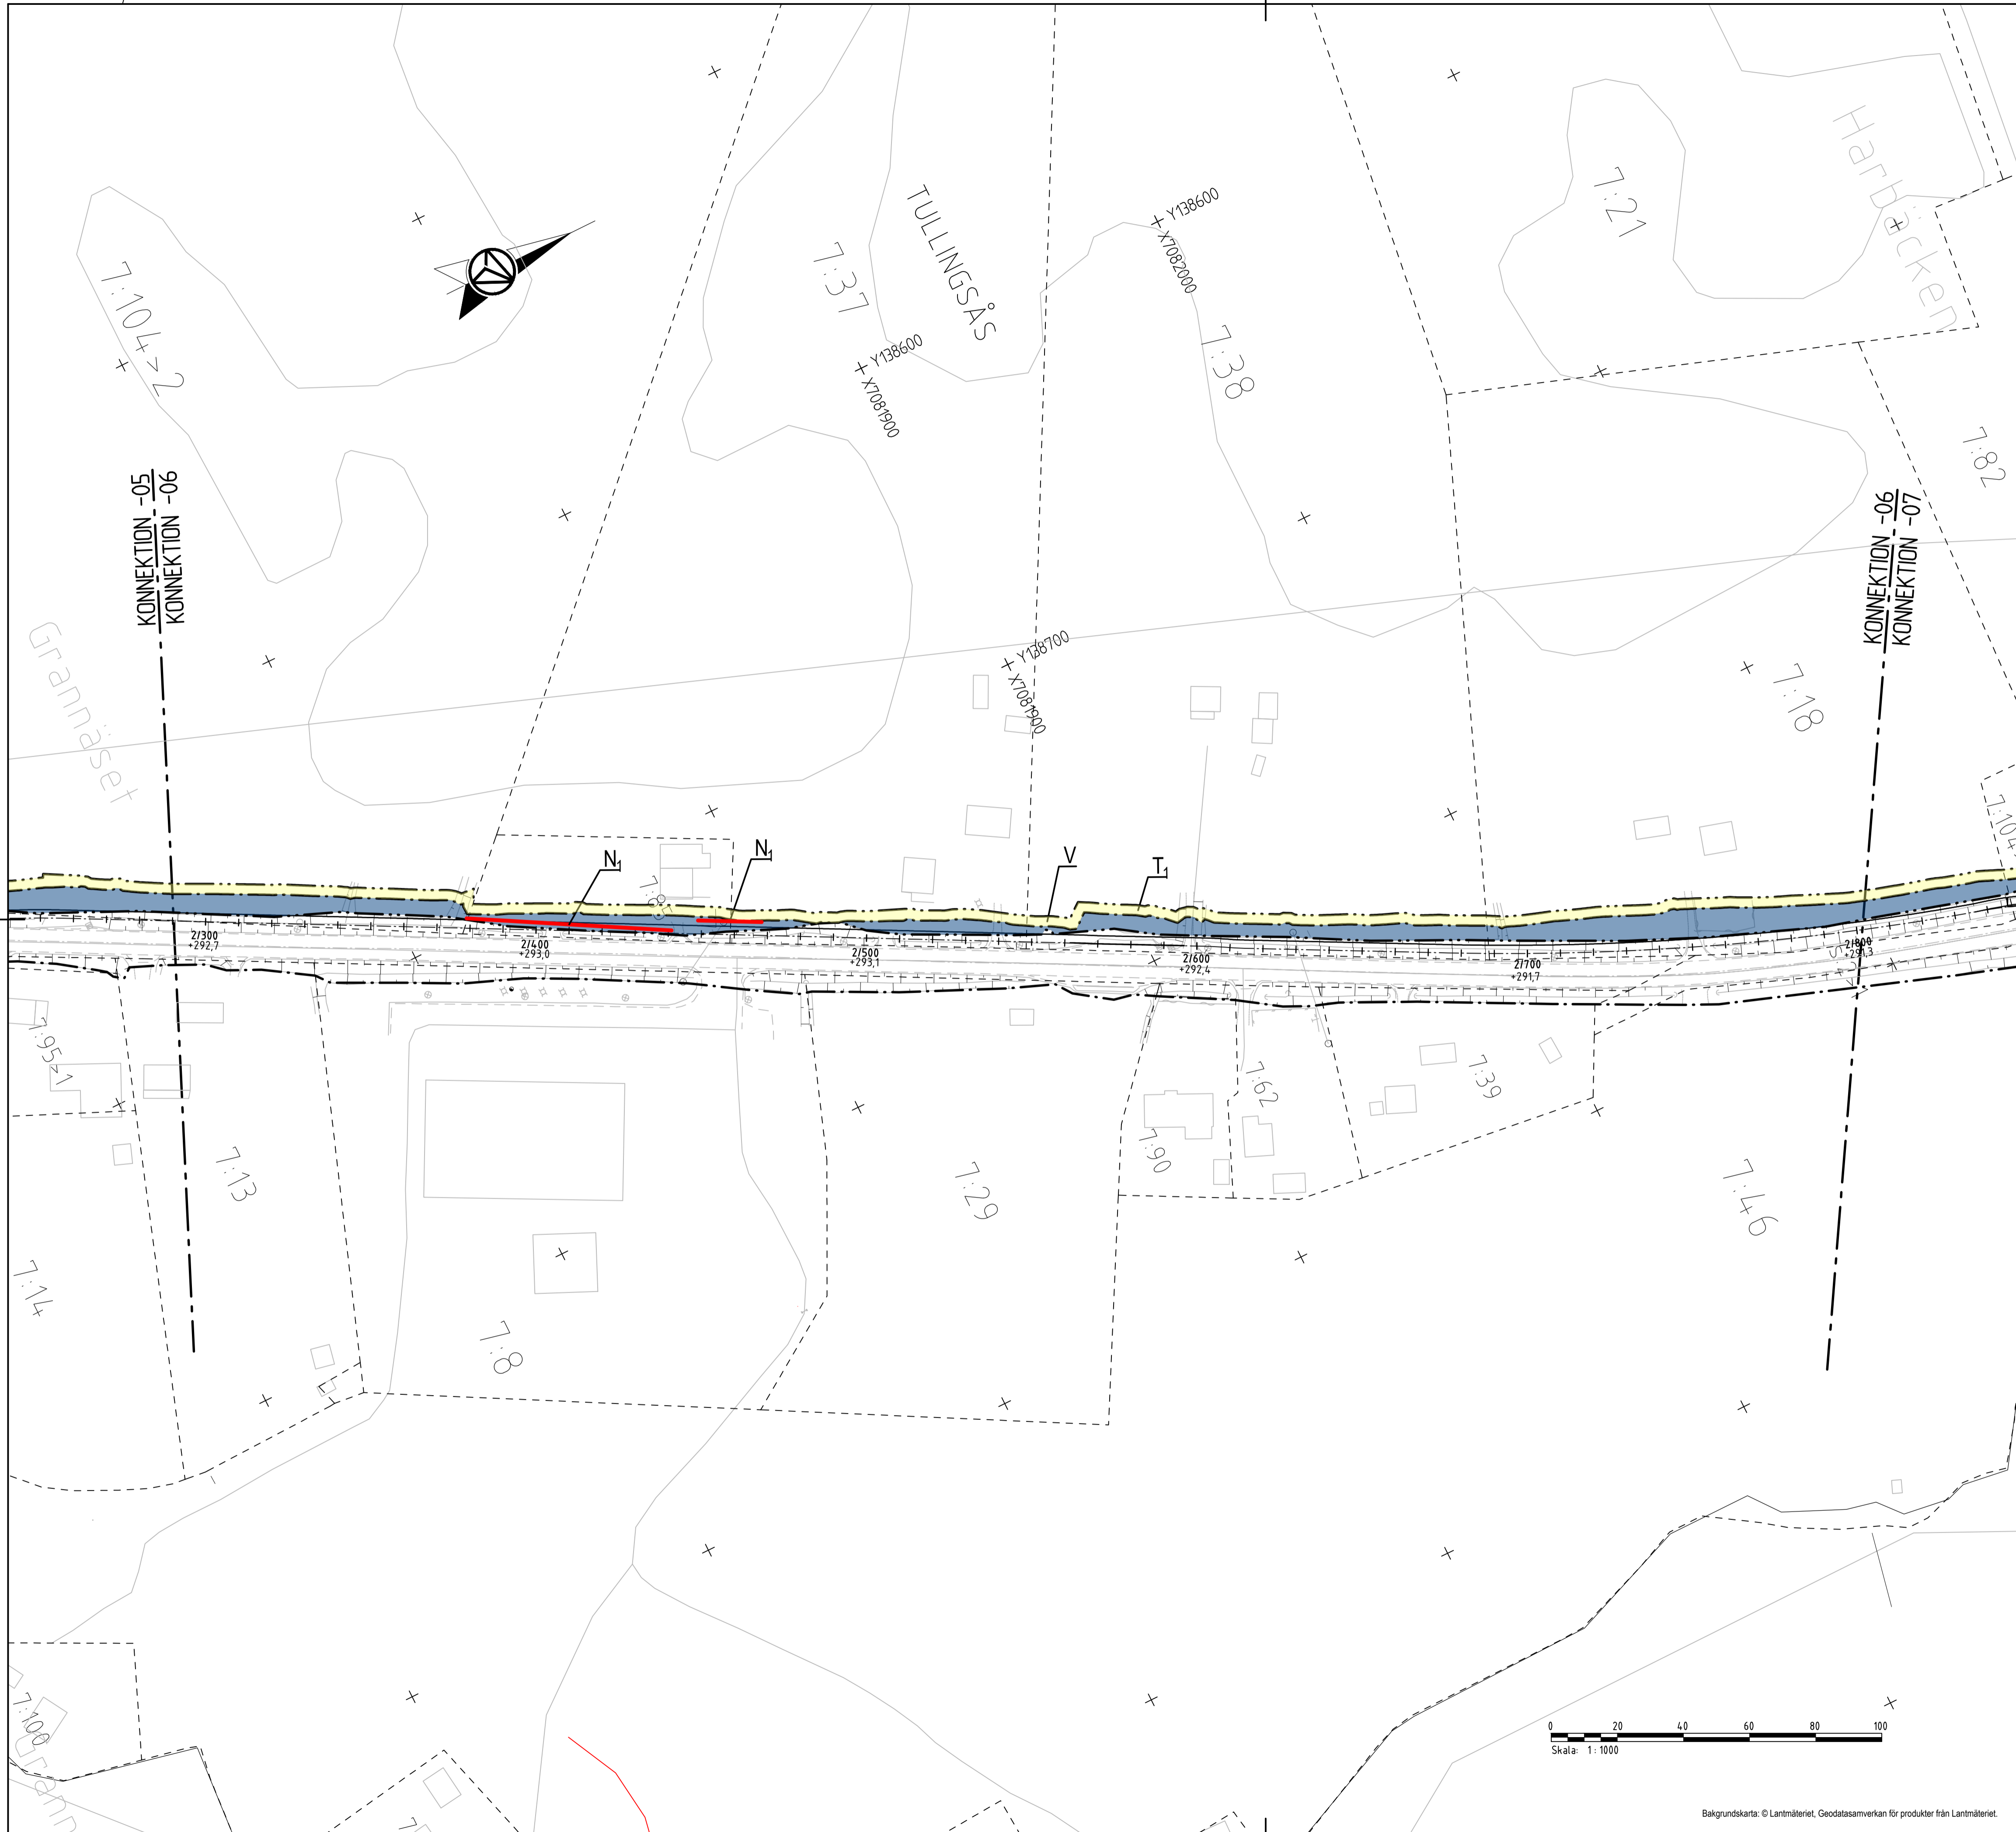 Hårdbäcken
7:21
Y138600
X7082000
TULLINGSÅS
7:37
7:104>2
7:38
Y138600
X7081900
7:82
KONNEKTION -05
KONNEKTION -06
KONNEKTION -06
KONNEKTION -07
Grannäset
Y138700
X7081900
7:18
7:104
N1
N1
V
T1
2/300
+292,7
2/400
+293,0
2/500
+293,1
2/600
+292,4
2/700
+291,7
2/800
+291,3
7:95>1
7:62
7:39
7:90
7:13
7:29
7:46
7:14
7:8
7:100
0 20 40 60 80 100
Skala: 1:1000
Bakgrundskarta: © Lantmäteriet, Geodatasamverkan för produkter från Lantmäteriet.